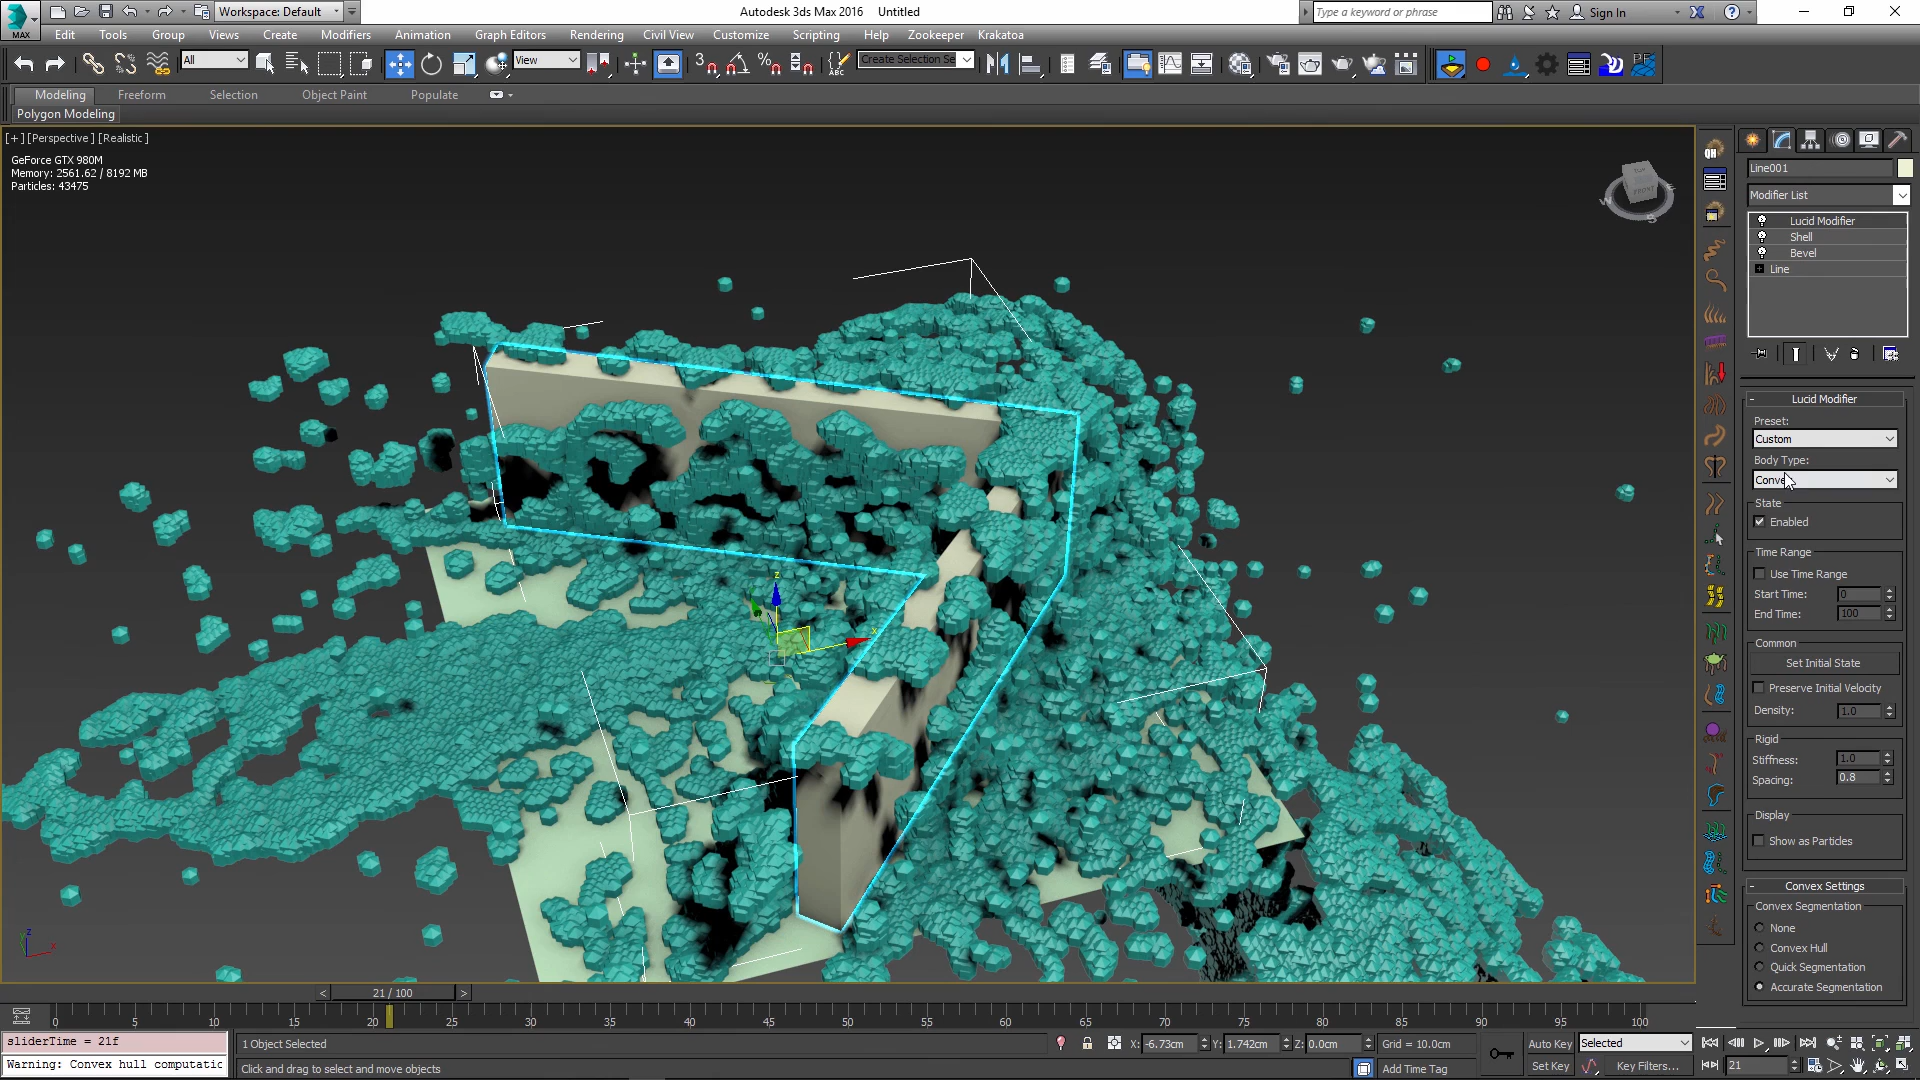 Workspace: Default
Autodesk 3ds Max 2016 Untitled
Type a keyword or phrase
Sign In
MAX
Edit Tools Group Views Create Modifiers Animation Graph Editors Rendering Civil View Customize Scripting Help Zookeeper Krakatoa
All
View
Create Selection Se
Modeling Freeform Selection Object Paint Populate
Polygon Modeling
[+] [Perspective] [Realistic]
GeForce GTX 980M
Memory: 2561.62 / 8192 MB
Particles: 43475
Line001
Modifier List
Lucid Modifier
Shell
Bevel
Line
Lucid Modifier
Preset:
Custom
Body Type:
Conve
State
Enabled
Time Range
Use Time Range
Start Time: 0
End Time: 100
Common
Set Initial State
Preserve Initial Velocity
Density: 1.0
Rigid
Stiffness: 1.0
Spacing: 0.8
Display
Show as Particles
Convex Settings
Convex Segmentation
None
Convex Hull
Quick Segmentation
Accurate Segmentation
< 21 / 100 >
0 5 10 15 20 25 30 35 40 45 50 55 60 65 70 75 80 85 90 95 100
sliderTime = 21f
Warning: Convex hull computatic
1 Object Selected
Click and drag to select and move objects
X: -6.73cm Y: 1.742cm Z: 0.0cm
Grid = 10.0cm
Add Time Tag
Auto Key Selected
Set Key Key Filters...
21